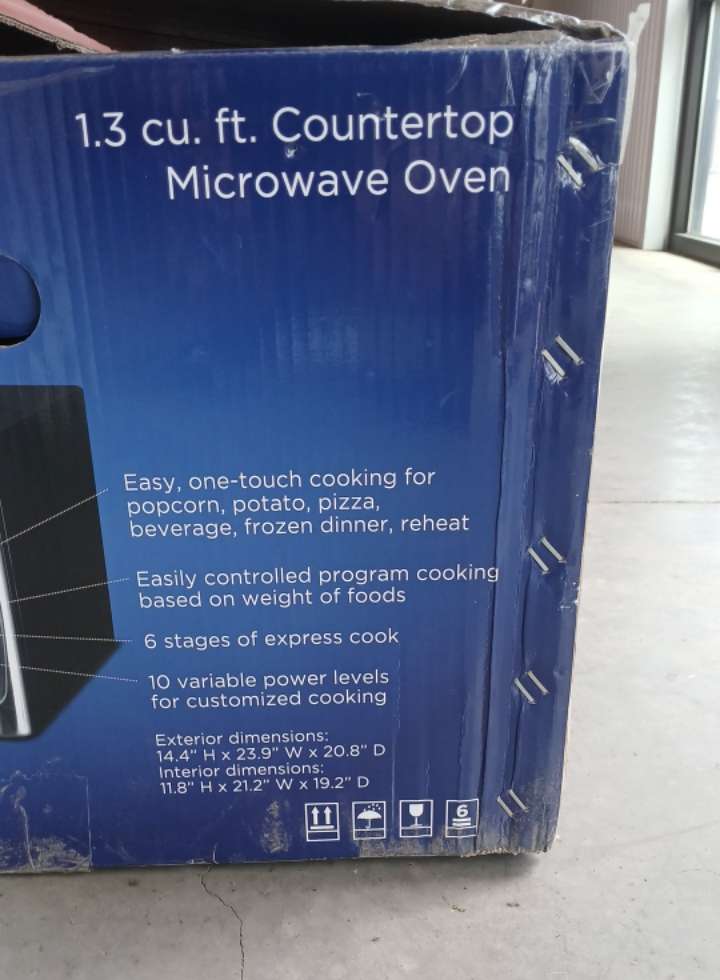 1.3 cu. ft. Countertop
Microwave Oven
Easy, one-touch cooking for
popcorn, potato, pizza,
beverage, frozen dinner, reheat
Easily controlled program cooking
based on weight of foods
6 stages of express cook
10 variable power levels
for customized cooking
Exterior dimensions:
14.4" H x 23.9" W x 20.8" D
Interior dimensions:
11.8" H x 21.2" W x 19.2" D
6